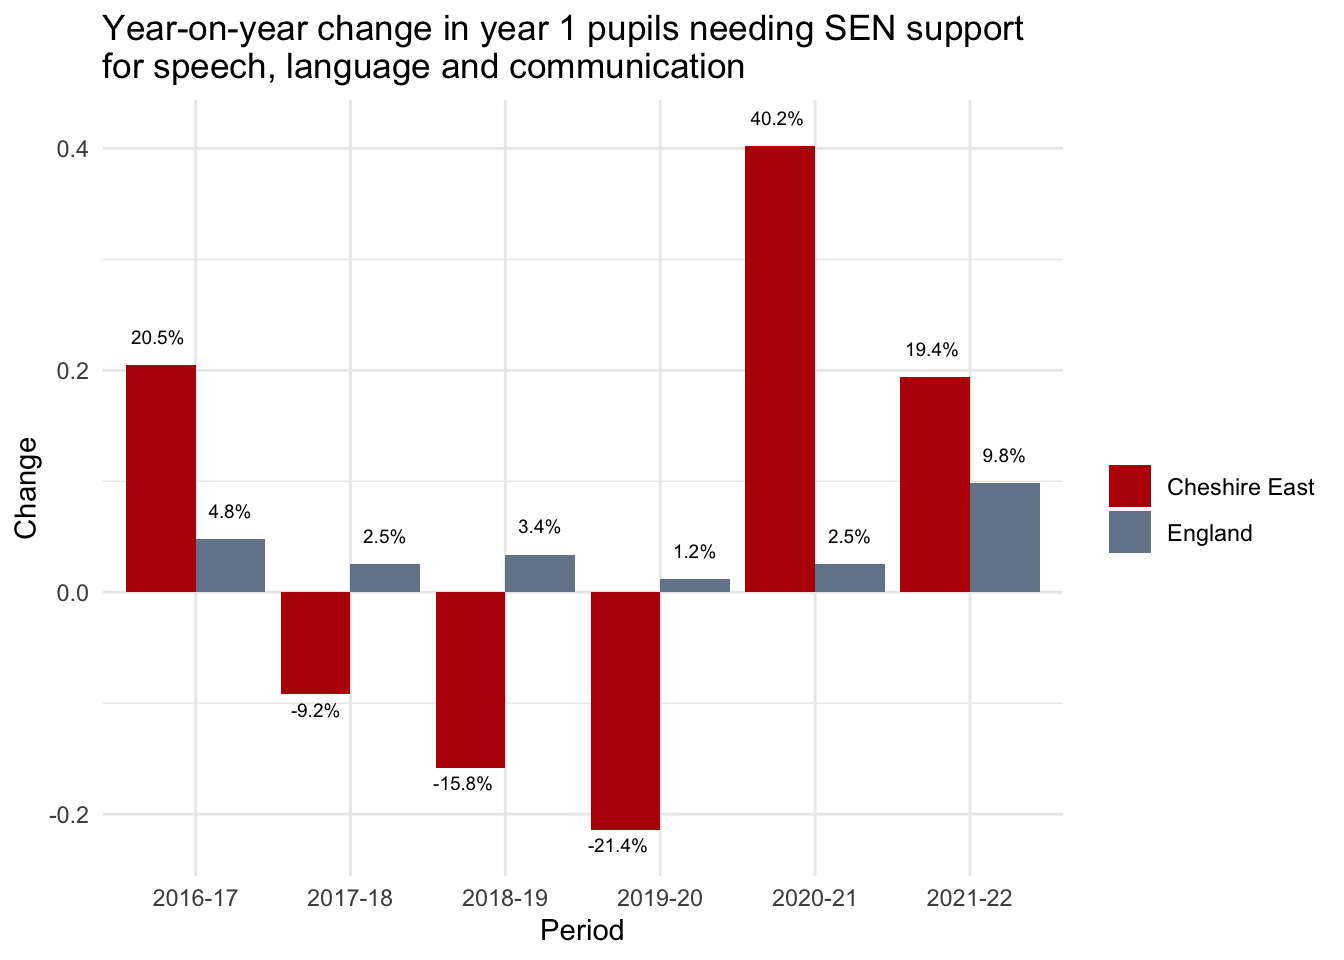 Year-on-year change in year 1 pupils needing SEN support
for speech, language and communication
40.2%
0.4
20.5%
19.4%
0.2
9.8%
Change
4.8%
2.5%
3.4%
1.2%
2.5%
Cheshire East
England
0.0
-9.2%
-15.8%
-0.2
-21.4%
2016-17 2017-18 2018-19 2019-20 2020-21 2021-22
Period